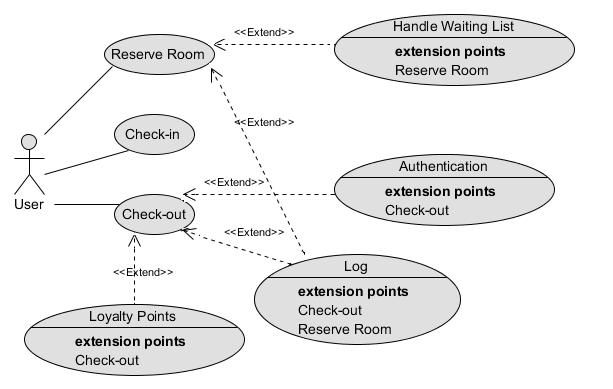 Handle Waiting List
extension points
Reserve Room
<<Extend>>
Reserve Room
<<Extend>>
Check-in
Authentication
extension points
Check-out
<<Extend>>
User
Check-out
<<Extend>>
Log
extension points
Check-out
Reserve Room
<<Extend>>
Loyalty Points
extension points
Check-out